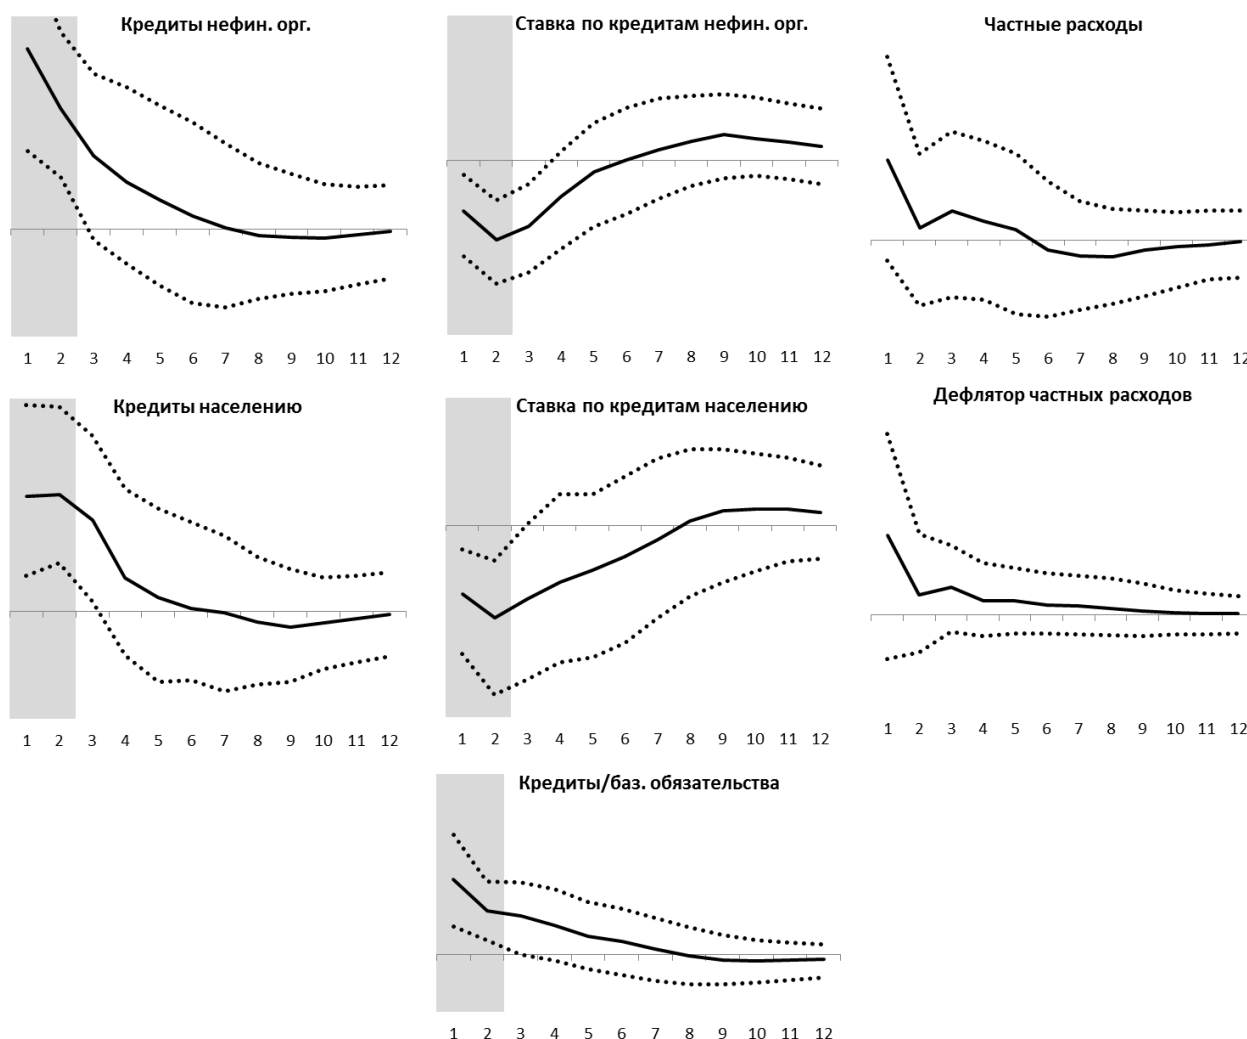 Кредиты нефин. орг.
1 2 3 4 5 6 7 8 9 10 11 12
Ставка по кредитам нефин. орг.
1 2 3 4 5 6 7 8 9 10 11 12
Частные расходы
1 2 3 4 5 6 7 8 9 10 11 12
Кредиты населению
1 2 3 4 5 6 7 8 9 10 11 12
Ставка по кредитам населению
1 2 3 4 5 6 7 8 9 10 11 12
Дефлятор частных расходов
1 2 3 4 5 6 7 8 9 10 11 12
Кредиты/баз. обязательства
1 2 3 4 5 6 7 8 9 10 11 12